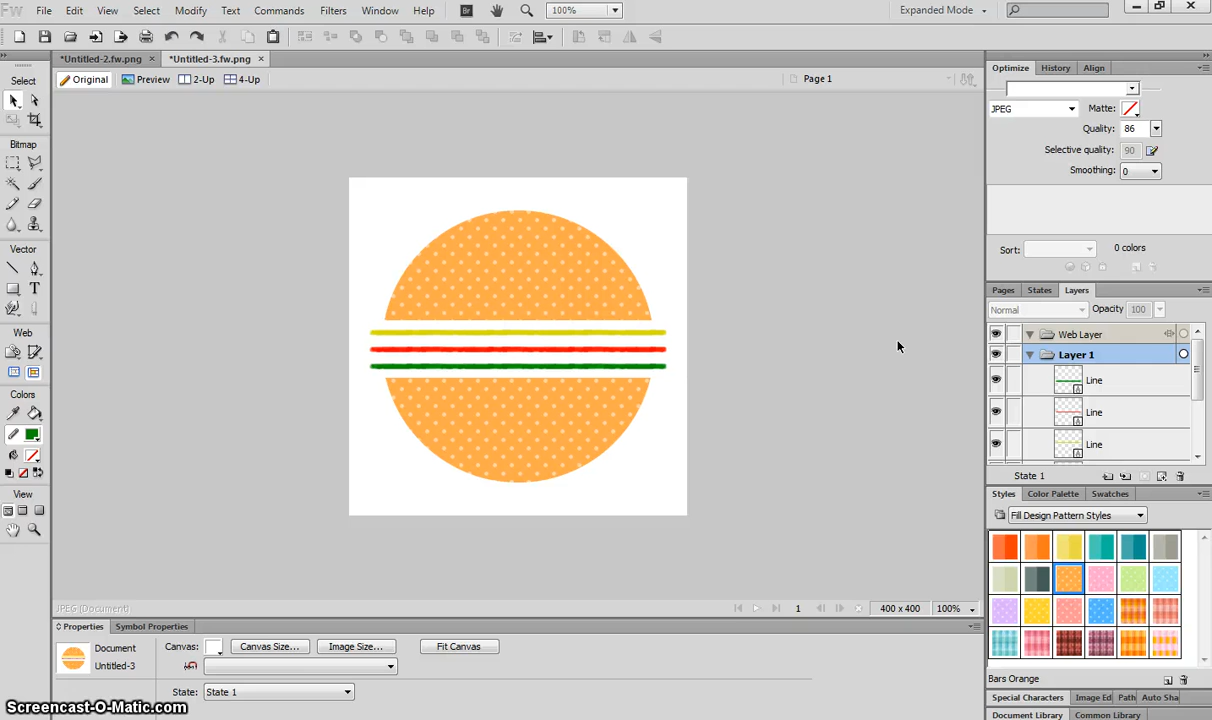 Fw File Edit View Select Modify Text Commands Filters Window Help Br 100% Expanded Mode
*Untitled-2.fw.png × *Untitled-3.fw.png ×
Original Preview 2-Up 4-Up Page 1
Select
Bitmap
Vector
T
Web
Colors
View
Optimize History Align
JPEG Matte:
Quality: 86
Selective quality: 90
Smoothing: 0
Sort: 0 colors
Pages States Layers
Normal Opacity 100
Web Layer
Layer 1
Line
Line
Line
State 1
Styles Color Palette Swatches
Fill Design Pattern Styles
Bars Orange
Special Characters Image Ed Path Auto Sha
Document Library Common Library
JPEG (Document) 1 400 x 400 100%
Properties Symbol Properties
Document Canvas: Canvas Size... Image Size... Fit Canvas
Untitled-3
State: State 1
Screencast-O-Matic.com